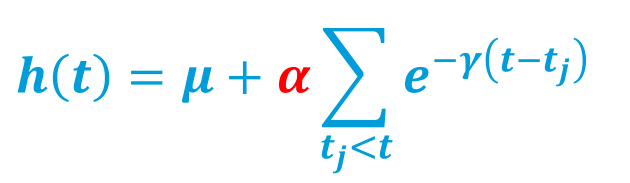 h(t) = μ + α ∑ e^{−γ(t−t_j)}
t_j<t